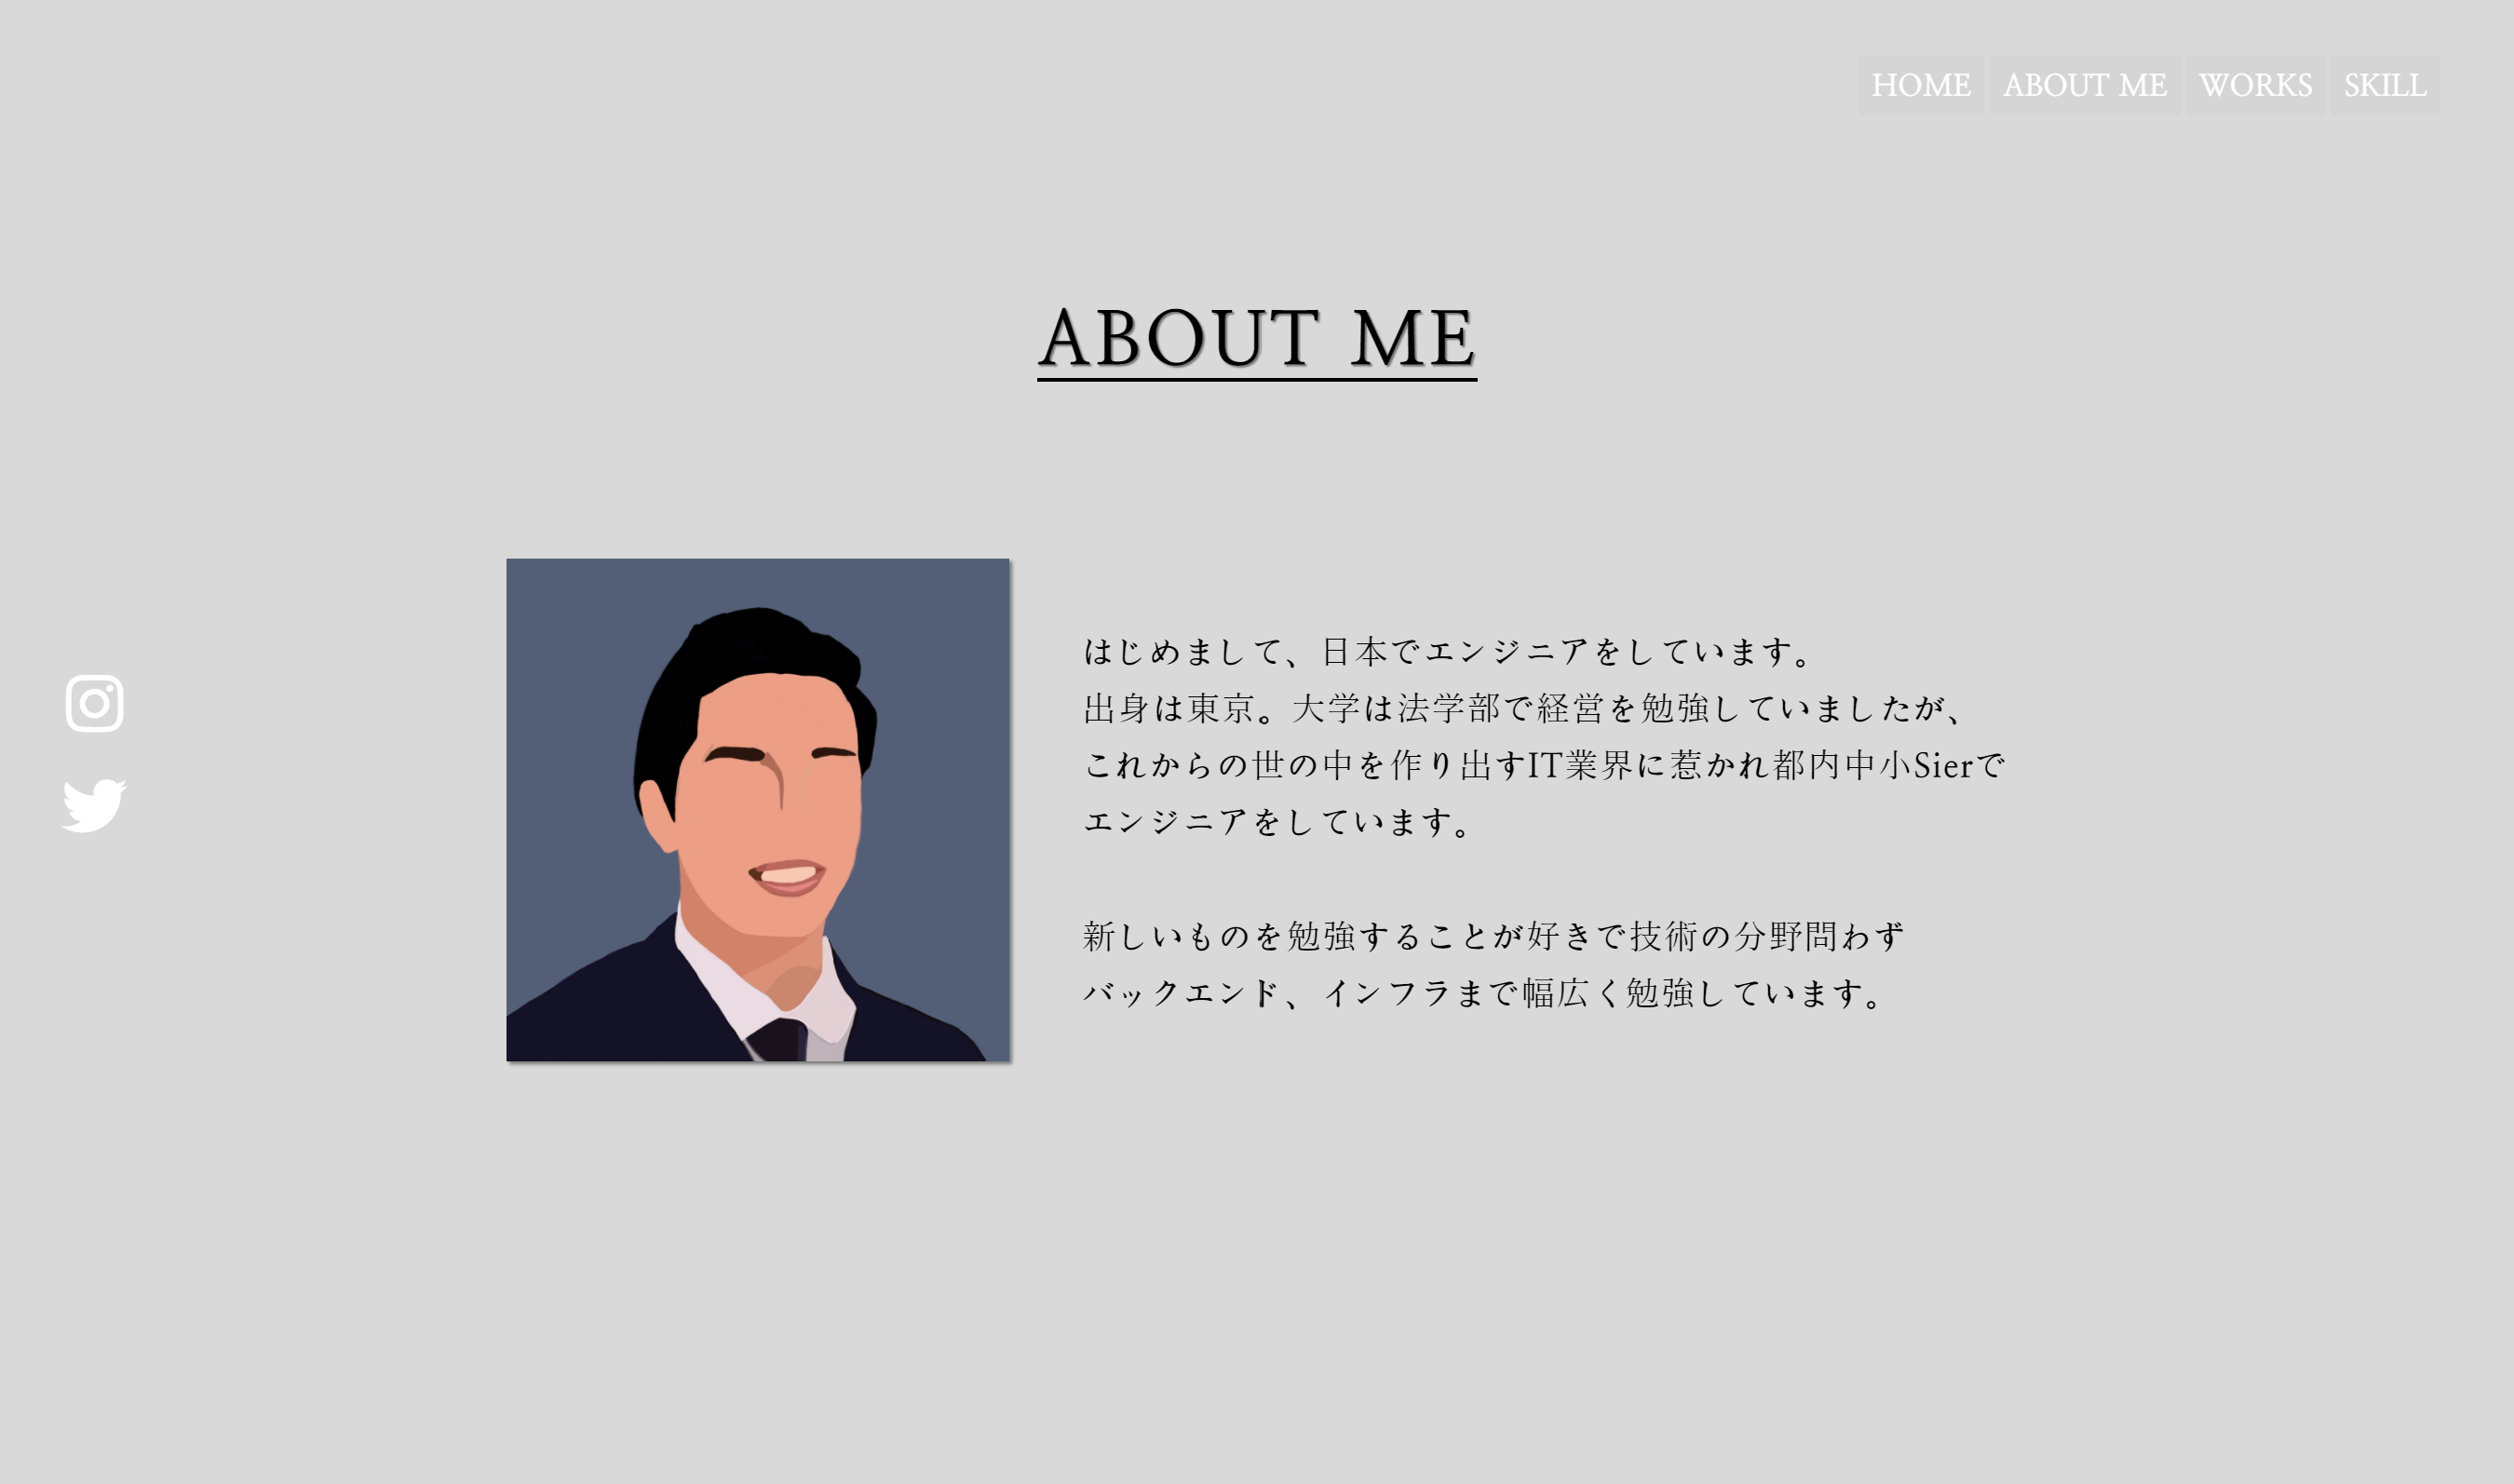 HOME ABOUT ME WORKS SKILL
ABOUT ME
はじめまして、日本でエンジニアをしています。
出身は東京。大学は法学部で経営を勉強していましたが、
これからの世の中を作り出すIT業界に惹かれ都内中小Sierで
エンジニアをしています。
新しいものを勉強することが好きで技術の分野問わず
バックエンド、インフラまで幅広く勉強しています。